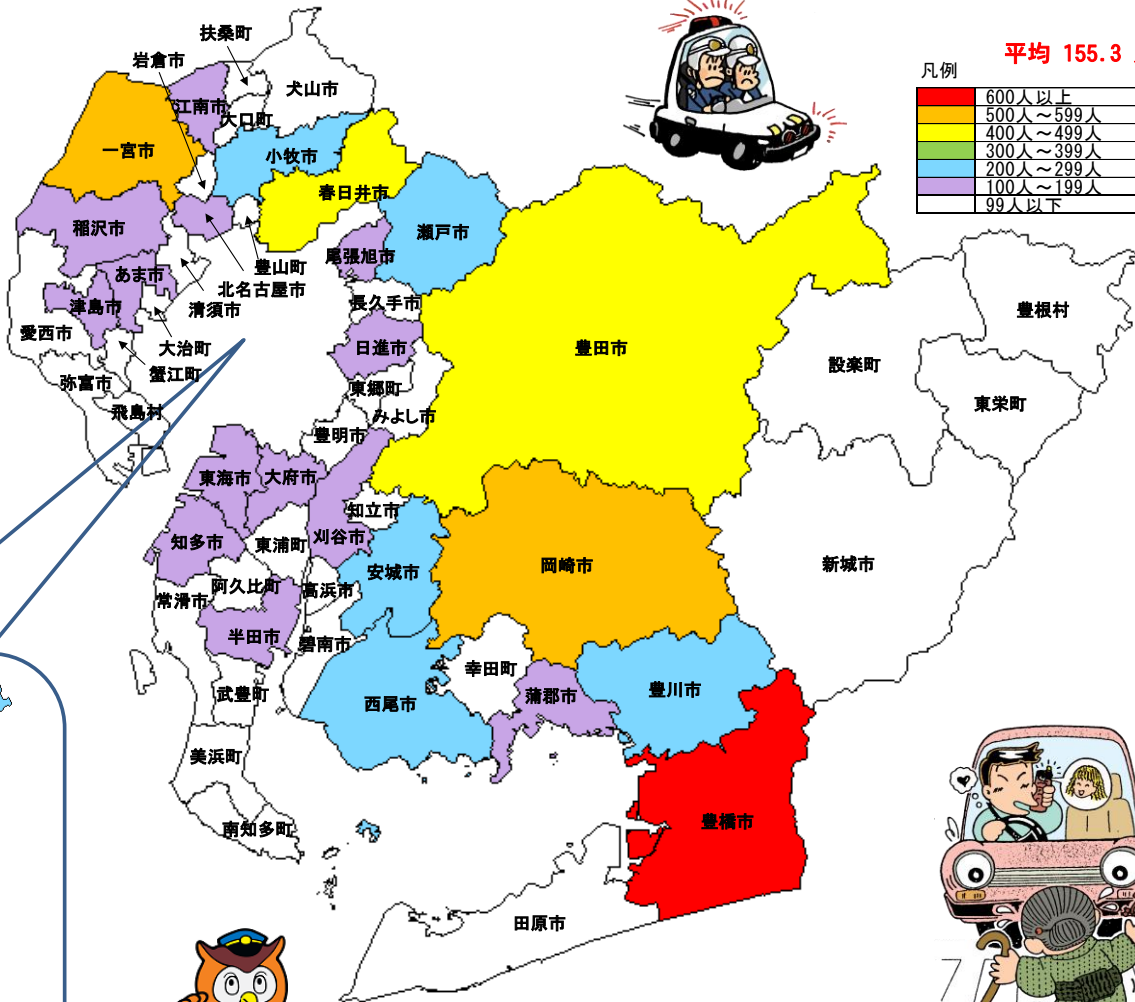 平均 155.3
凡例
600人以上
500人～599人
400人～499人
300人～399人
200人～299人
100人～199人
99人以下
扶桑町
岩倉市
犬山市
江南市
大口町
一宮市
小牧市
春日井市
稲沢市
瀬戸市
尾張旭市
豊山町
あま市
北名古屋市
津島市
清須市
長久手市
愛西市
大治町
日進市
豊田市
豊根村
設楽町
蟹江町
弥富市
東郷町
東栄町
飛島村
みよし市
豊明市
東海市
大府市
知立市
知多市
東浦町
刈谷市
岡崎市
新城市
安城市
阿久比町
高浜市
常滑市
半田市
碧南市
幸田町
武豊町
西尾市
蒲郡市
豊川市
美浜町
南知多町
豊橋市
田原市